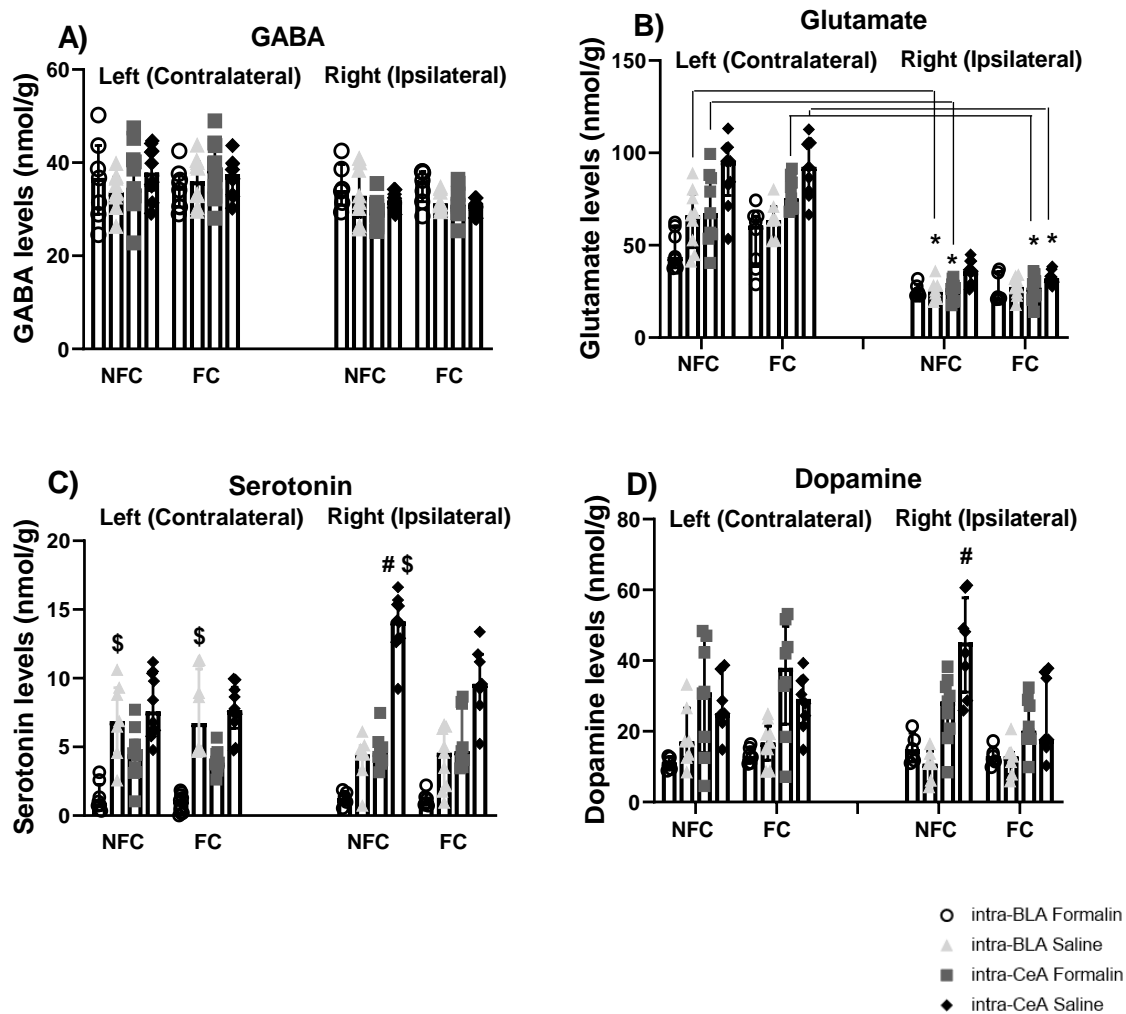 A)
GABA
Left (Contralateral) Right (Ipsilateral)
GABA levels (nmol/g)
60
40
20
0
NFC FC NFC FC
B)
Glutamate
Left (Contralateral) Right (Ipsilateral)
Glutamate levels (nmol/g)
150
100
50
0
* * * *
NFC FC NFC FC
C)
Serotonin
Left (Contralateral) Right (Ipsilateral)
Serotonin levels (nmol/g)
20
15
10
5
0
$ $ # $
NFC FC NFC FC
D)
Dopamine
Left (Contralateral) Right (Ipsilateral)
Dopamine levels (nmol/g)
80
60
40
20
0
#
NFC FC NFC FC
intra-BLA Formalin
intra-BLA Saline
intra-CeA Formalin
intra-CeA Saline